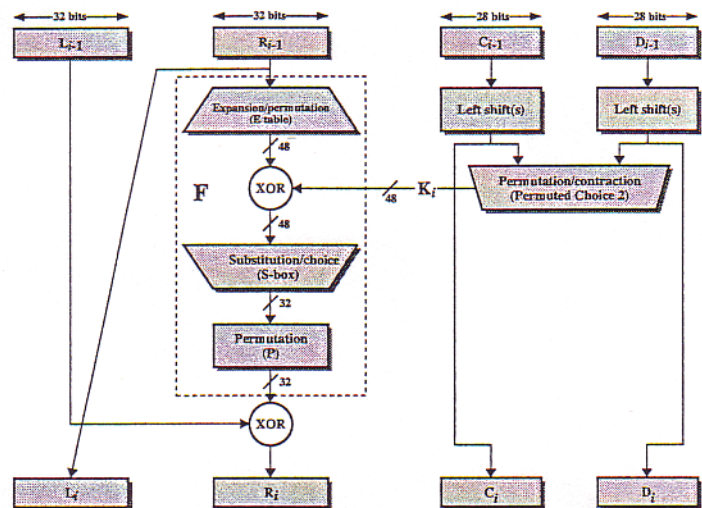 32 bits
32 bits
28 bits
28 bits
Li-1
Ri-1
Ci-1
Di-1
Expansion/permutation
(E table)
Left shift(s)
Left shift(s)
48
F
XOR
48
Ki
Permutation/contraction
(Permuted Choice 2)
48
Substitution/choice
(S-box)
32
Permutation
(P)
32
XOR
Li
Ri
Ci
Di